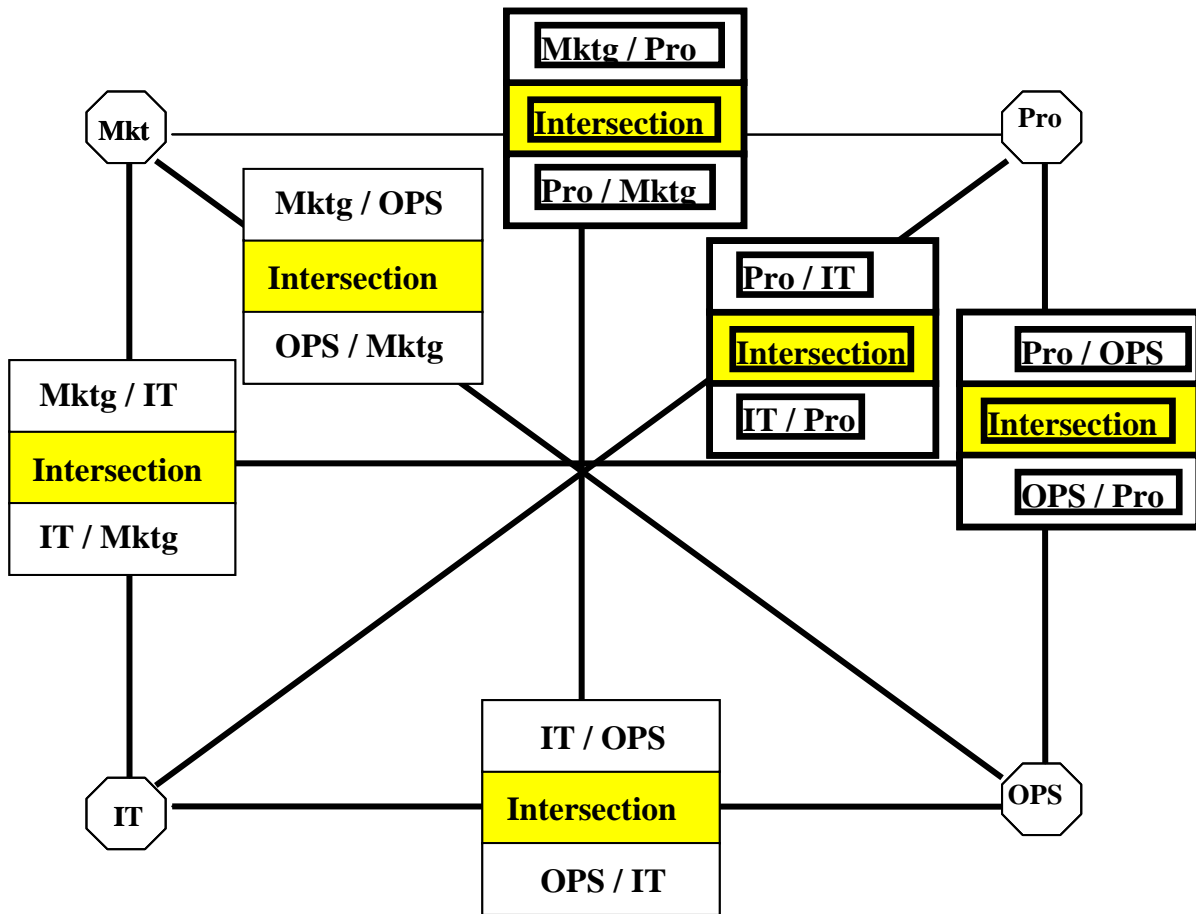 Mktg / Pro
Intersection
Pro / Mktg
Mkt
Pro
Mktg / OPS
Intersection
OPS / Mktg
Pro / IT
Intersection
IT / Pro
Pro / OPS
Intersection
OPS / Pro
Mktg / IT
Intersection
IT / Mktg
IT / OPS
Intersection
OPS / IT
IT
OPS